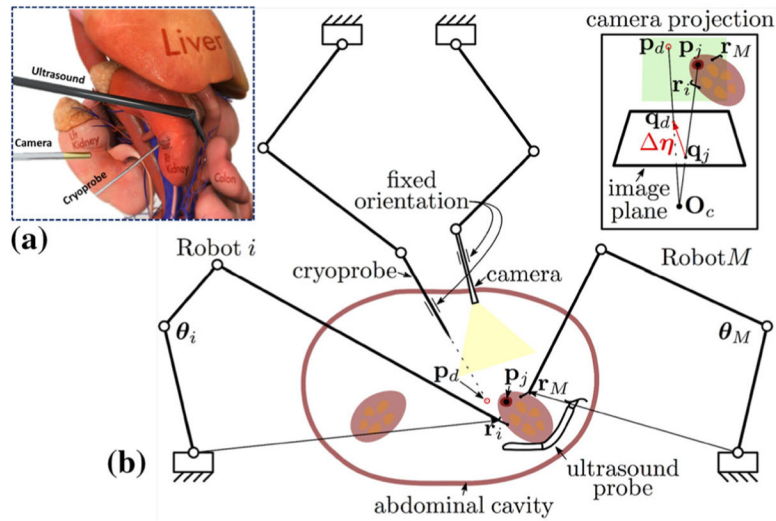 Liver
Ultrasound
Camera
Cryoprobe
Lt
Kidney
Rt
Kidney
Colon
(a)
camera projection
p_d p_j r_M
r_i
q_d
Δη q_j
image
plane
O_c
fixed
orientation
Robot i
cryoprobe
camera
Robot M
θ_i
θ_M
p_d p_j r_M
r_i
(b)
ultrasound
probe
abdominal cavity